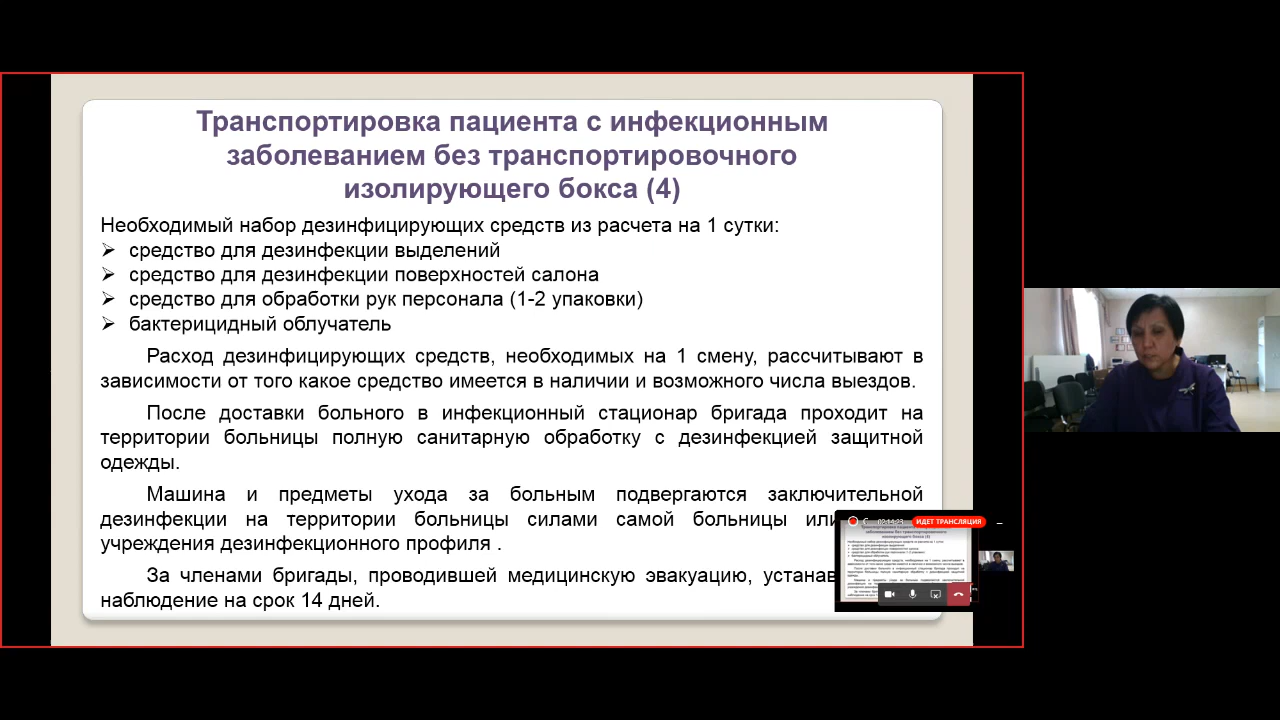 Транспортировка пациента с инфекционным
заболеванием без транспортировочного
изолирующего бокса (4)
Необходимый набор дезинфицирующих средств из расчета на 1 сутки:
средство для дезинфекции выделений
средство для дезинфекции поверхностей салона
средство для обработки рук персонала (1-2 упаковки)
бактерицидный облучатель
Расход дезинфицирующих средств, необходимых на 1 смену, рассчитывают в
зависимости от того какое средство имеется в наличии и возможного числа выездов.
После доставки больного в инфекционный стационар бригада проходит на
территории больницы полную санитарную обработку с дезинфекцией защитной
одежды.
Машина и предметы ухода за больным подвергаются заключительной
дезинфекции на территории больницы силами самой больницы или
учреждений дезинфекционного профиля .
За членами бригады, проводившей медицинскую эвакуацию,
наблюдение на срок 14 дней.
02:14:23 ИДЕТ ТРАНСЛЯЦИЯ